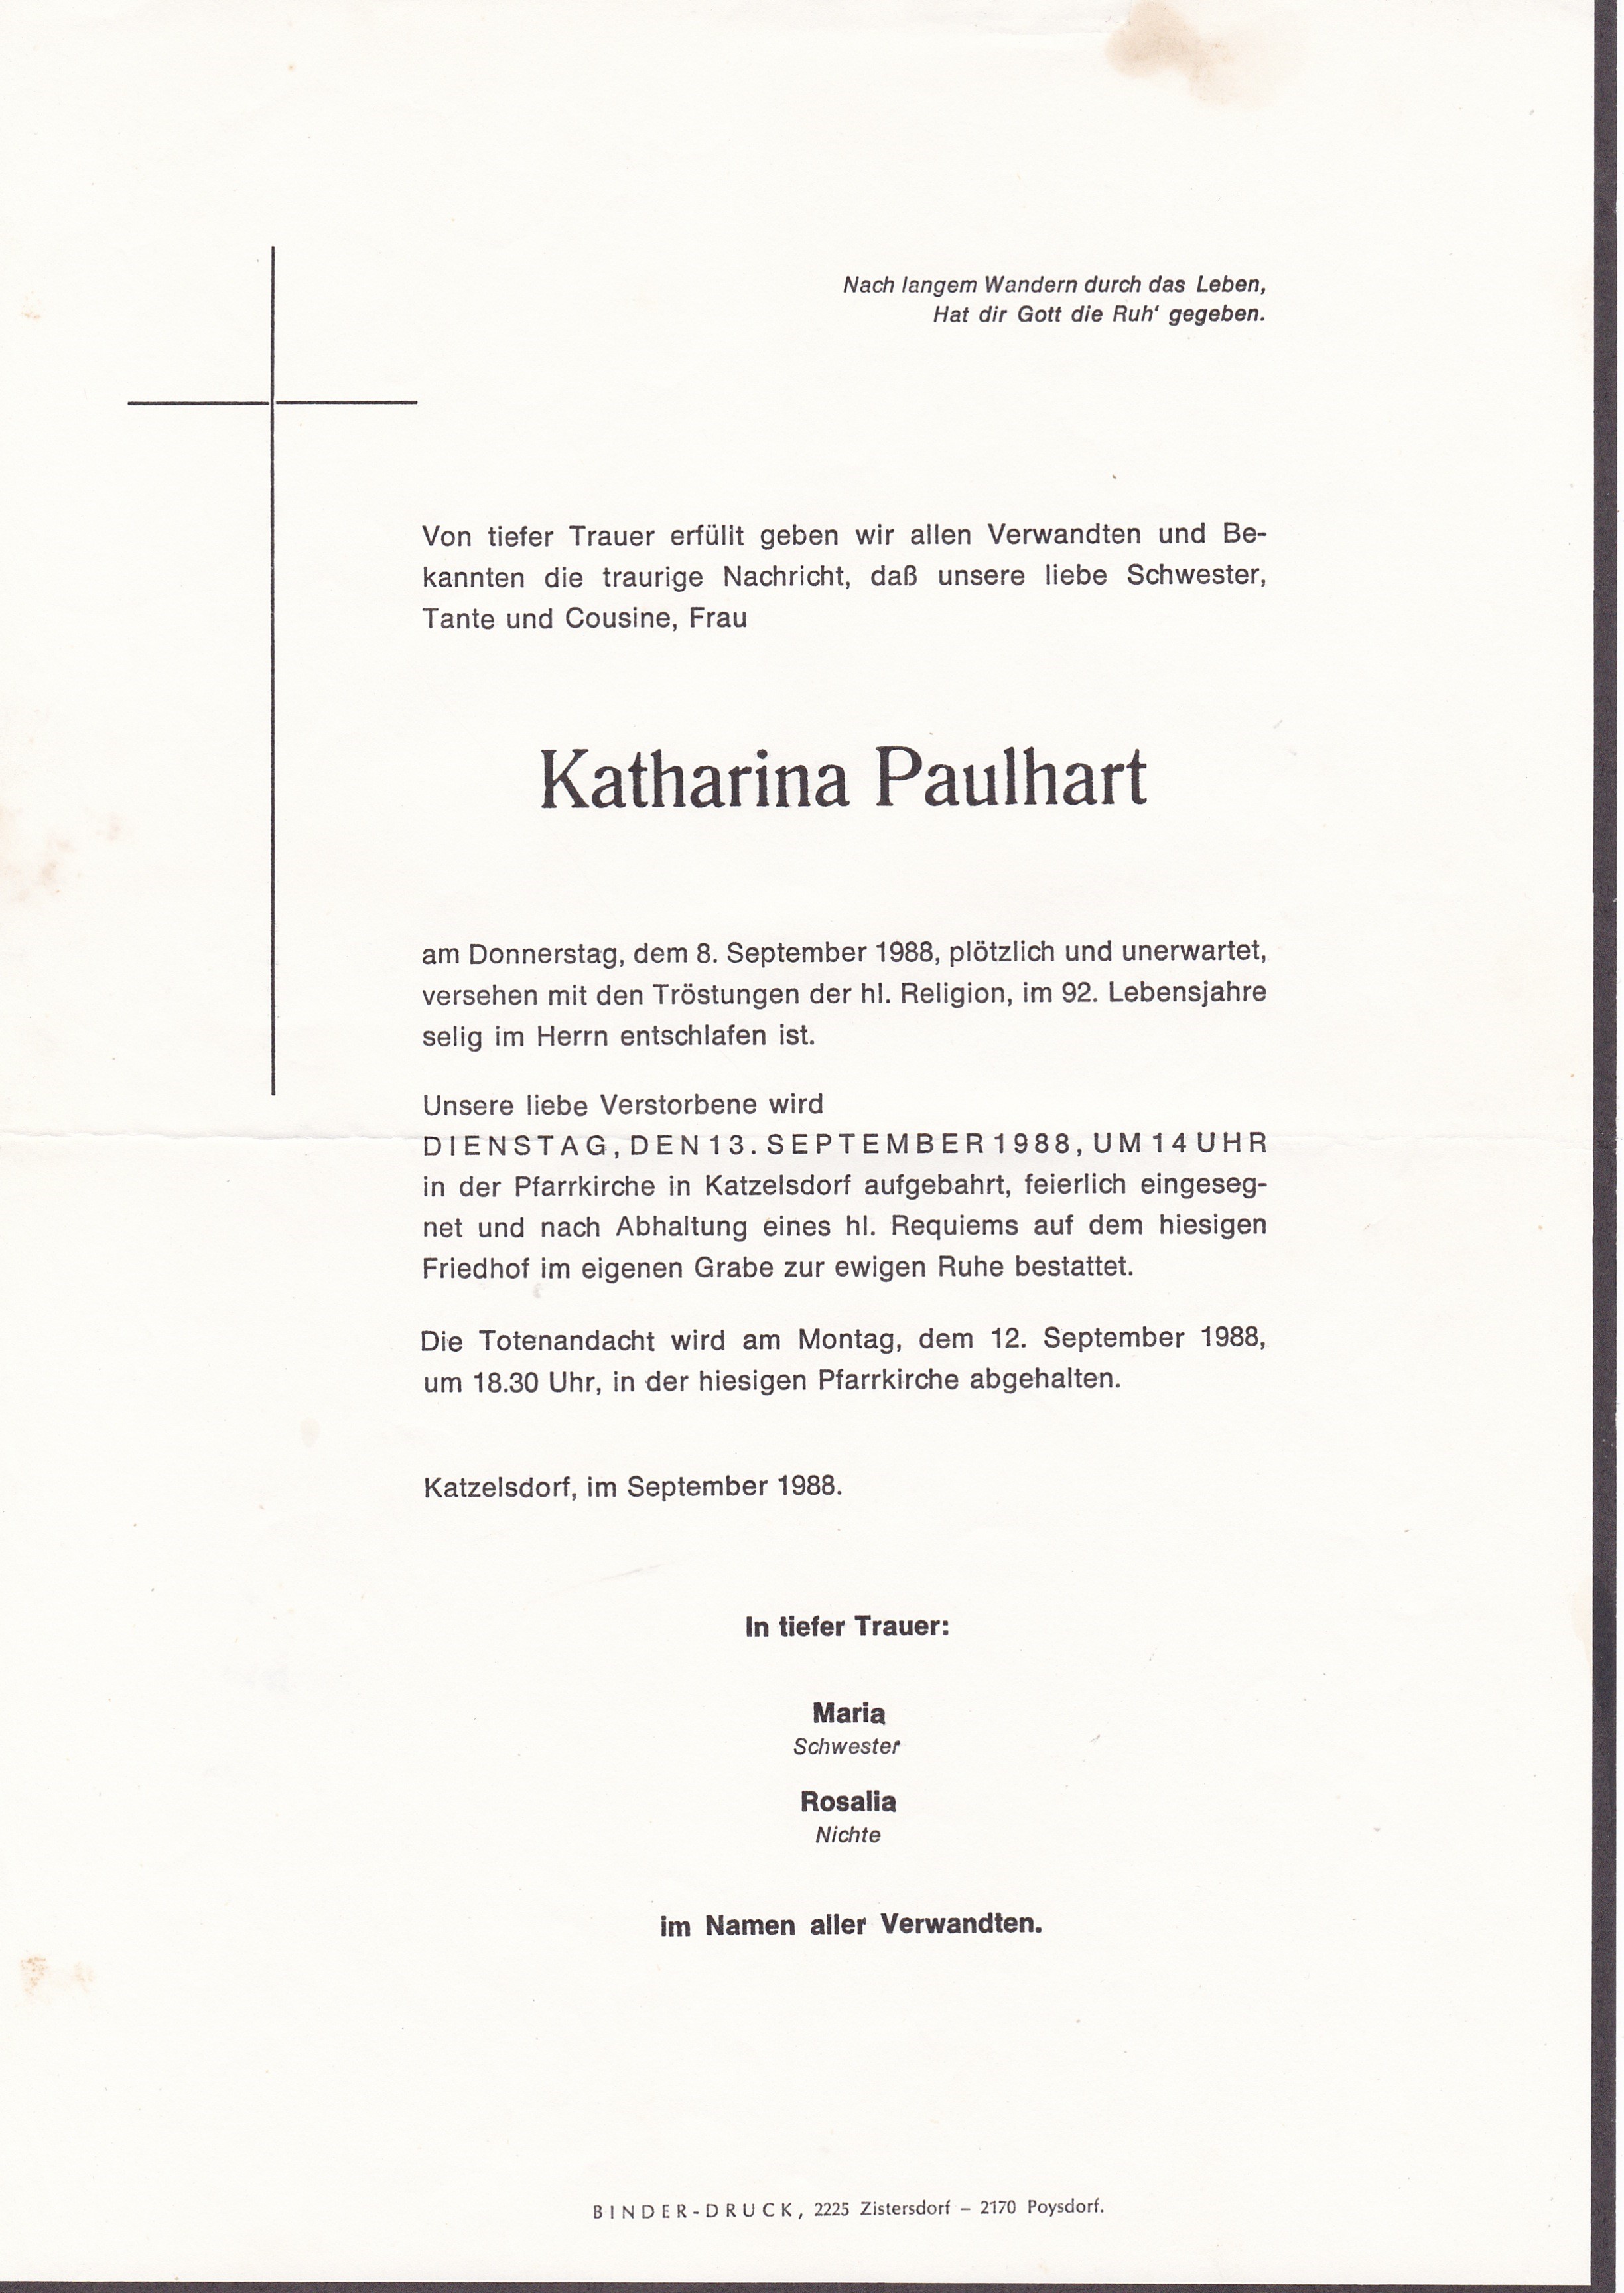 Nach langem Wandern durch das Leben,
Hat dir Gott die Ruh' gegeben.
Von tiefer Trauer erfüllt geben wir allen Verwandten und Be-
kannten die traurige Nachricht, daß unsere liebe Schwester,
Tante und Cousine, Frau
Katharina Paulhart
am Donnerstag, dem 8. September 1988, plötzlich und unerwartet,
versehen mit den Tröstungen der hl. Religion, im 92. Lebensjahre
selig im Herrn entschlafen ist.
Unsere liebe Verstorbene wird
DIENSTAG, DEN 13. SEPTEMBER 1988, UM 14 UHR
in der Pfarrkirche in Katzelsdorf aufgebahrt, feierlich eingeseg-
net und nach Abhaltung eines hl. Requiems auf dem hiesigen
Friedhof im eigenen Grabe zur ewigen Ruhe bestattet.
Die Totenandacht wird am Montag, dem 12. September 1988,
um 18.30 Uhr, in der hiesigen Pfarrkirche abgehalten.
Katzelsdorf, im September 1988.
In tiefer Trauer:
Maria
Schwester
Rosalia
Nichte
im Namen aller Verwandten.
BINDER-DRUCK, 2225 Zistersdorf – 2170 Poysdorf.